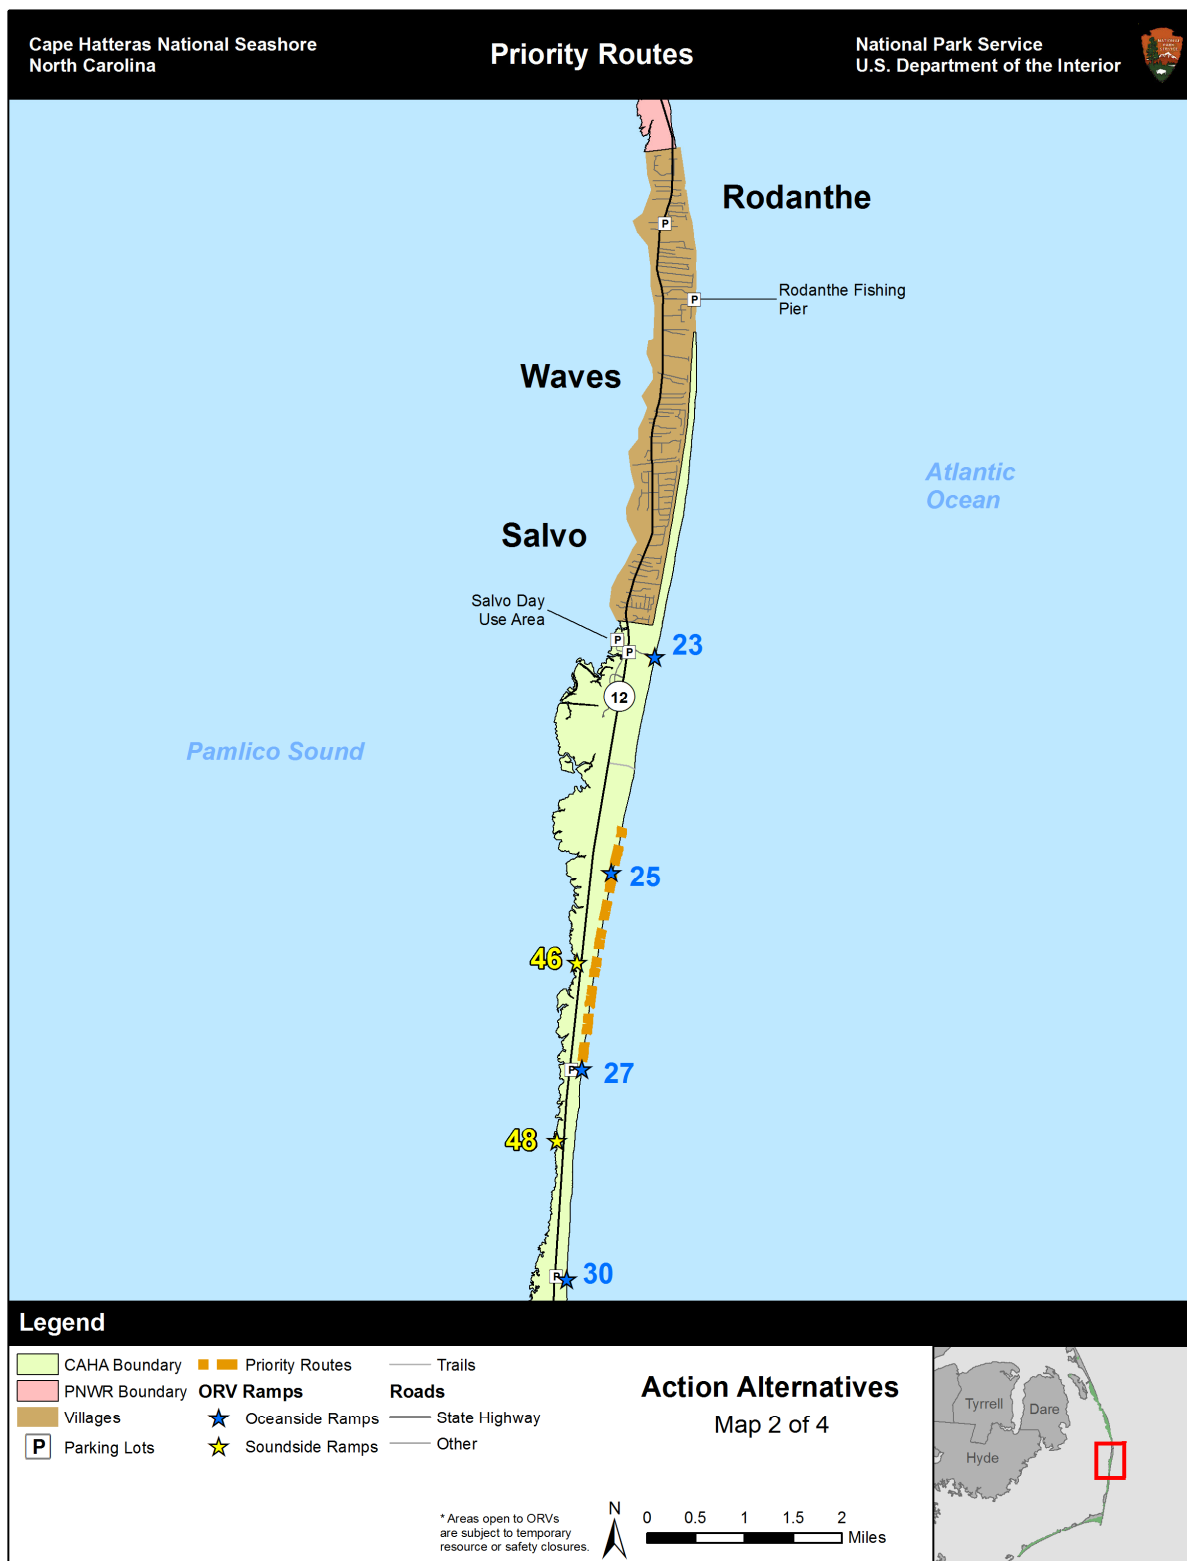 Cape Hatteras National Seashore
North Carolina
Priority Routes
National Park Service
U.S. Department of the Interior
Rodanthe
P
Rodanthe Fishing
Pier
P
Waves
Atlantic
Ocean
Salvo
Salvo Day
Use Area
P
P
23
12
Pamlico Sound
25
46
P
27
48
P
30
Legend
CAHA Boundary
PNWR Boundary
Villages
P Parking Lots
Priority Routes
ORV Ramps
Oceanside Ramps
Soundside Ramps
Trails
Roads
State Highway
Other
Action Alternatives
Map 2 of 4
* Areas open to ORVs
are subject to temporary
resource or safety closures.
N
0 0.5 1 1.5 2
Miles
Tyrrell
Dare
Hyde